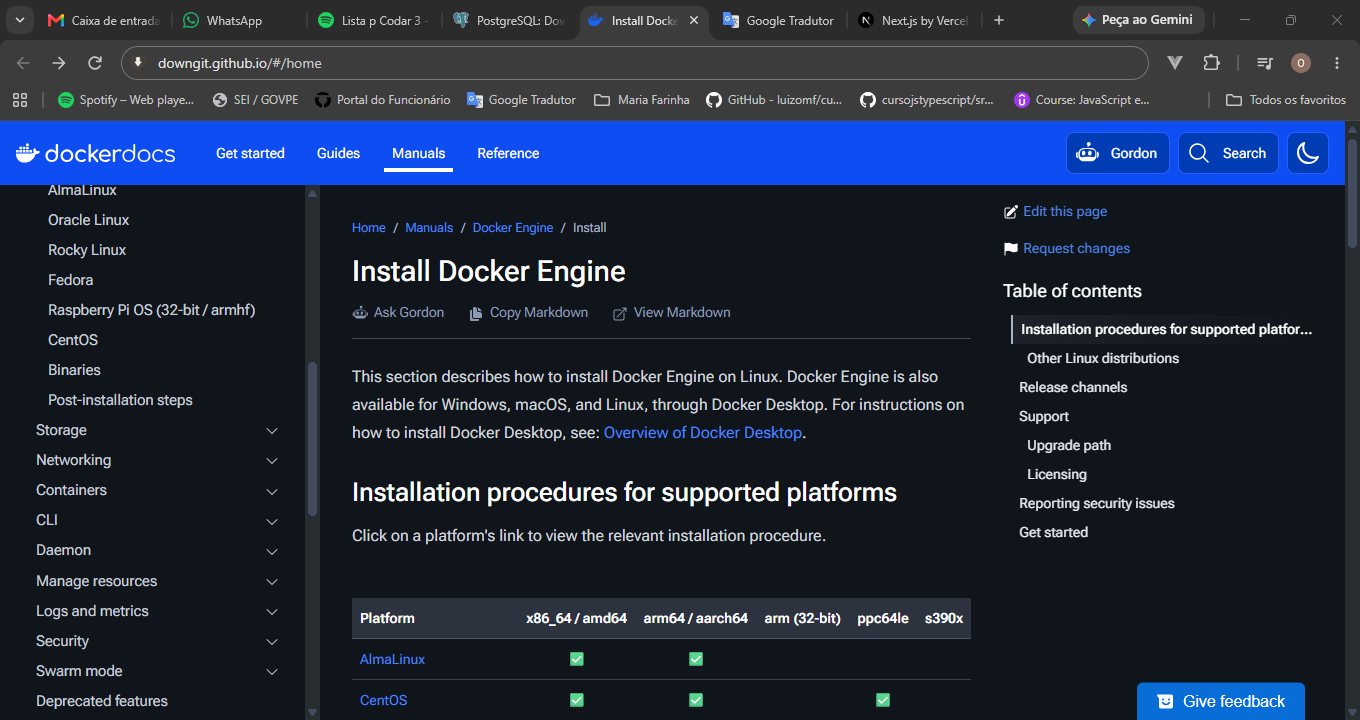 Caixa de entrada
WhatsApp
Lista p Codar 3 -
PostgreSQL: Dow
Install Docke
Google Tradutor
Next.js by Vercel
Peça ao Gemini
downgit.github.io/#/home
O
Spotify – Web playe...
SEI / GOVPE
Portal do Funcionário
Google Tradutor
Maria Farinha
GitHub - luizomf/cu...
cursojstypescript/sr...
Course: JavaScript e...
Todos os favoritos
dockerdocs
Get started
Guides
Manuals
Reference
Gordon
Search
AlmaLinux
Oracle Linux
Rocky Linux
Fedora
Raspberry Pi OS (32-bit / armhf)
CentOS
Binaries
Post-installation steps
Storage
Networking
Containers
CLI
Daemon
Manage resources
Logs and metrics
Security
Swarm mode
Deprecated features
Home / Manuals / Docker Engine / Install
Install Docker Engine
Ask Gordon
Copy Markdown
View Markdown
This section describes how to install Docker Engine on Linux. Docker Engine is also
available for Windows, macOS, and Linux, through Docker Desktop. For instructions on
how to install Docker Desktop, see: Overview of Docker Desktop.
Installation procedures for supported platforms
Click on a platform's link to view the relevant installation procedure.
Platform x86_64 / amd64 arm64 / aarch64 arm (32-bit) ppc64le s390x
AlmaLinux ✅ ✅
CentOS ✅ ✅ ✅
Edit this page
Request changes
Table of contents
Installation procedures for supported platfor...
Other Linux distributions
Release channels
Support
Upgrade path
Licensing
Reporting security issues
Get started
Give feedback